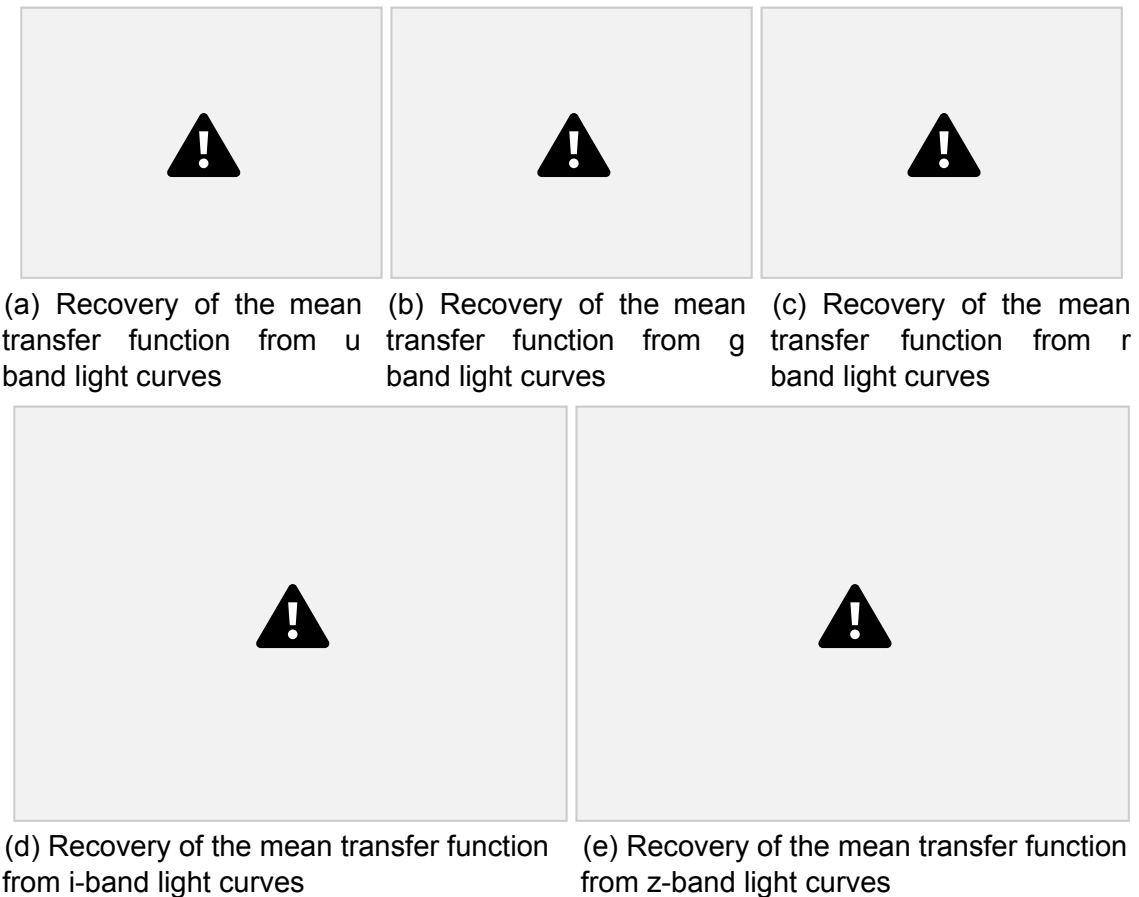 (a) Recovery of the mean
transfer function from u
band light curves
(b) Recovery of the mean
transfer function from g
band light curves
(c) Recovery of the mean
transfer function from r
band light curves
(d) Recovery of the mean transfer function
from i-band light curves
(e) Recovery of the mean transfer function
from z-band light curves